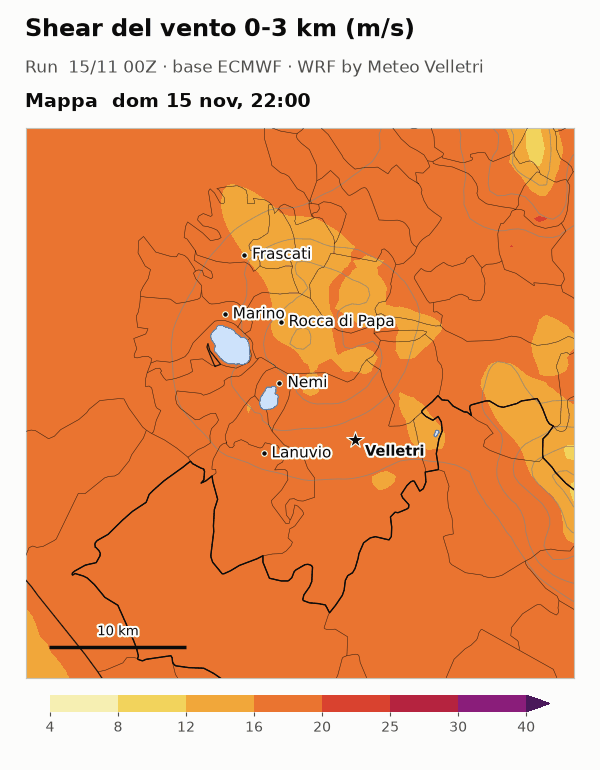 Shear del vento 0-3 km (m/s)
Run  15/11 00Z · base ECMWF · WRF by Meteo Velletri
Mappa  dom 15 nov, 22:00
Frascati
Marino
Rocca di Papa
Nemi
Velletri
Lanuvio
10 km
4 8 12 16 20 25 30 40